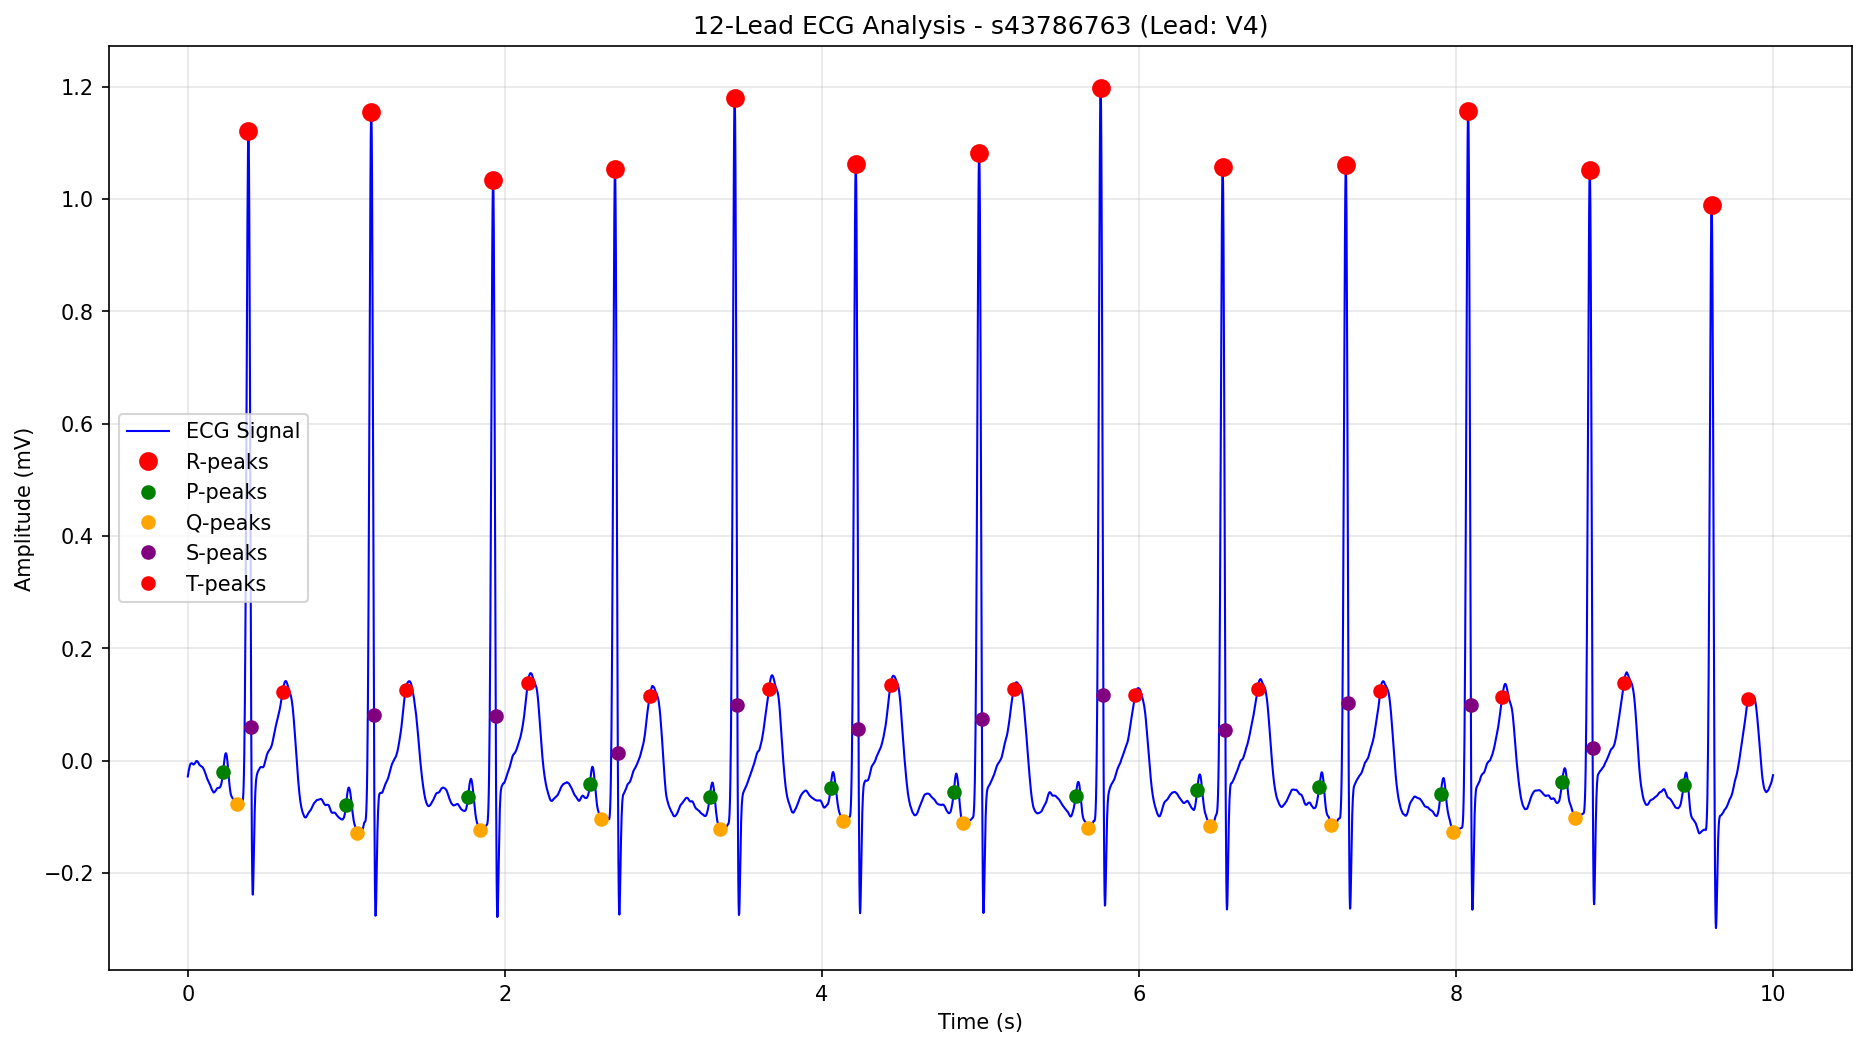 12-Lead ECG Analysis - s43786763 (Lead: V4)
1.2
1.0
0.8
0.6
0.4
0.2
0.0
−0.2
Amplitude (mV)
ECG Signal
R-peaks
P-peaks
Q-peaks
S-peaks
T-peaks
0 2 4 6 8 10
Time (s)